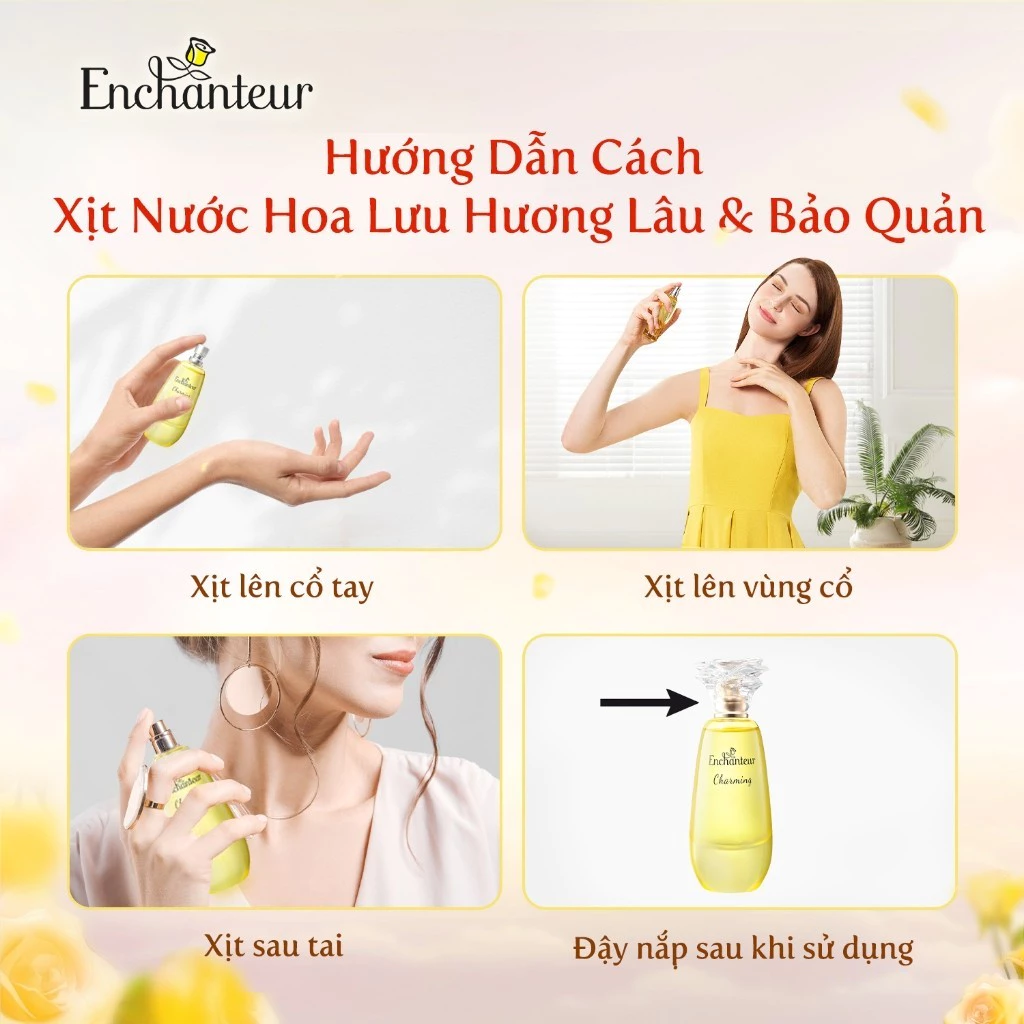 Enchanteur
Hướng Dẫn Cách
Xịt Nước Hoa Lưu Hương Lâu & Bảo Quản
Enchanteur
Charming
Xịt lên cổ tay
Xịt lên vùng cổ
Enchanteur
Enchanteur
Charming
Xịt sau tai
Đậy nắp sau khi sử dụng